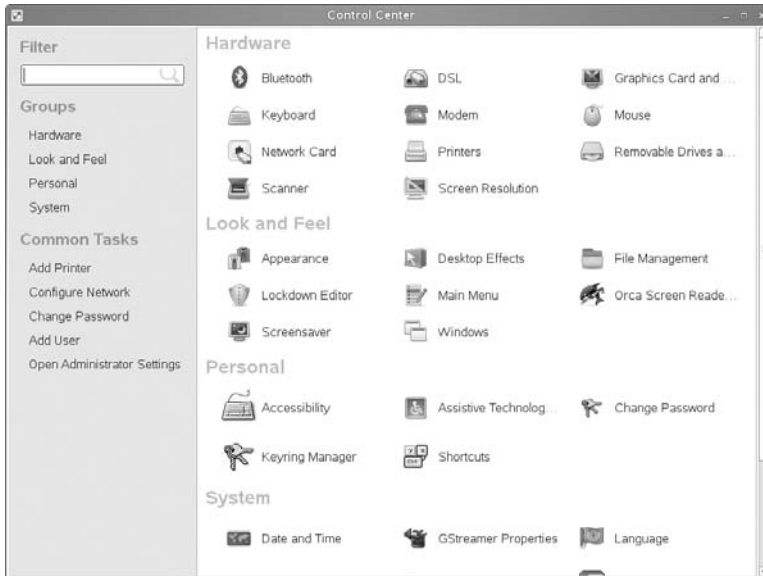 Control Center
Filter
Groups
Hardware
Look and Feel
Personal
System
Common Tasks
Add Printer
Configure Network
Change Password
Add User
Open Administrator Settings
Hardware
Bluetooth
DSL
Graphics Card and ...
Keyboard
Modem
Mouse
Network Card
Printers
Removable Drives a...
Scanner
Screen Resolution
Look and Feel
Appearance
Desktop Effects
File Management
Lockdown Editor
Main Menu
Orca Screen Reade...
Screensaver
Windows
Personal
Accessibility
Assistive Technolog...
Change Password
Keyring Manager
Shortcuts
System
Date and Time
GStreamer Properties
Language